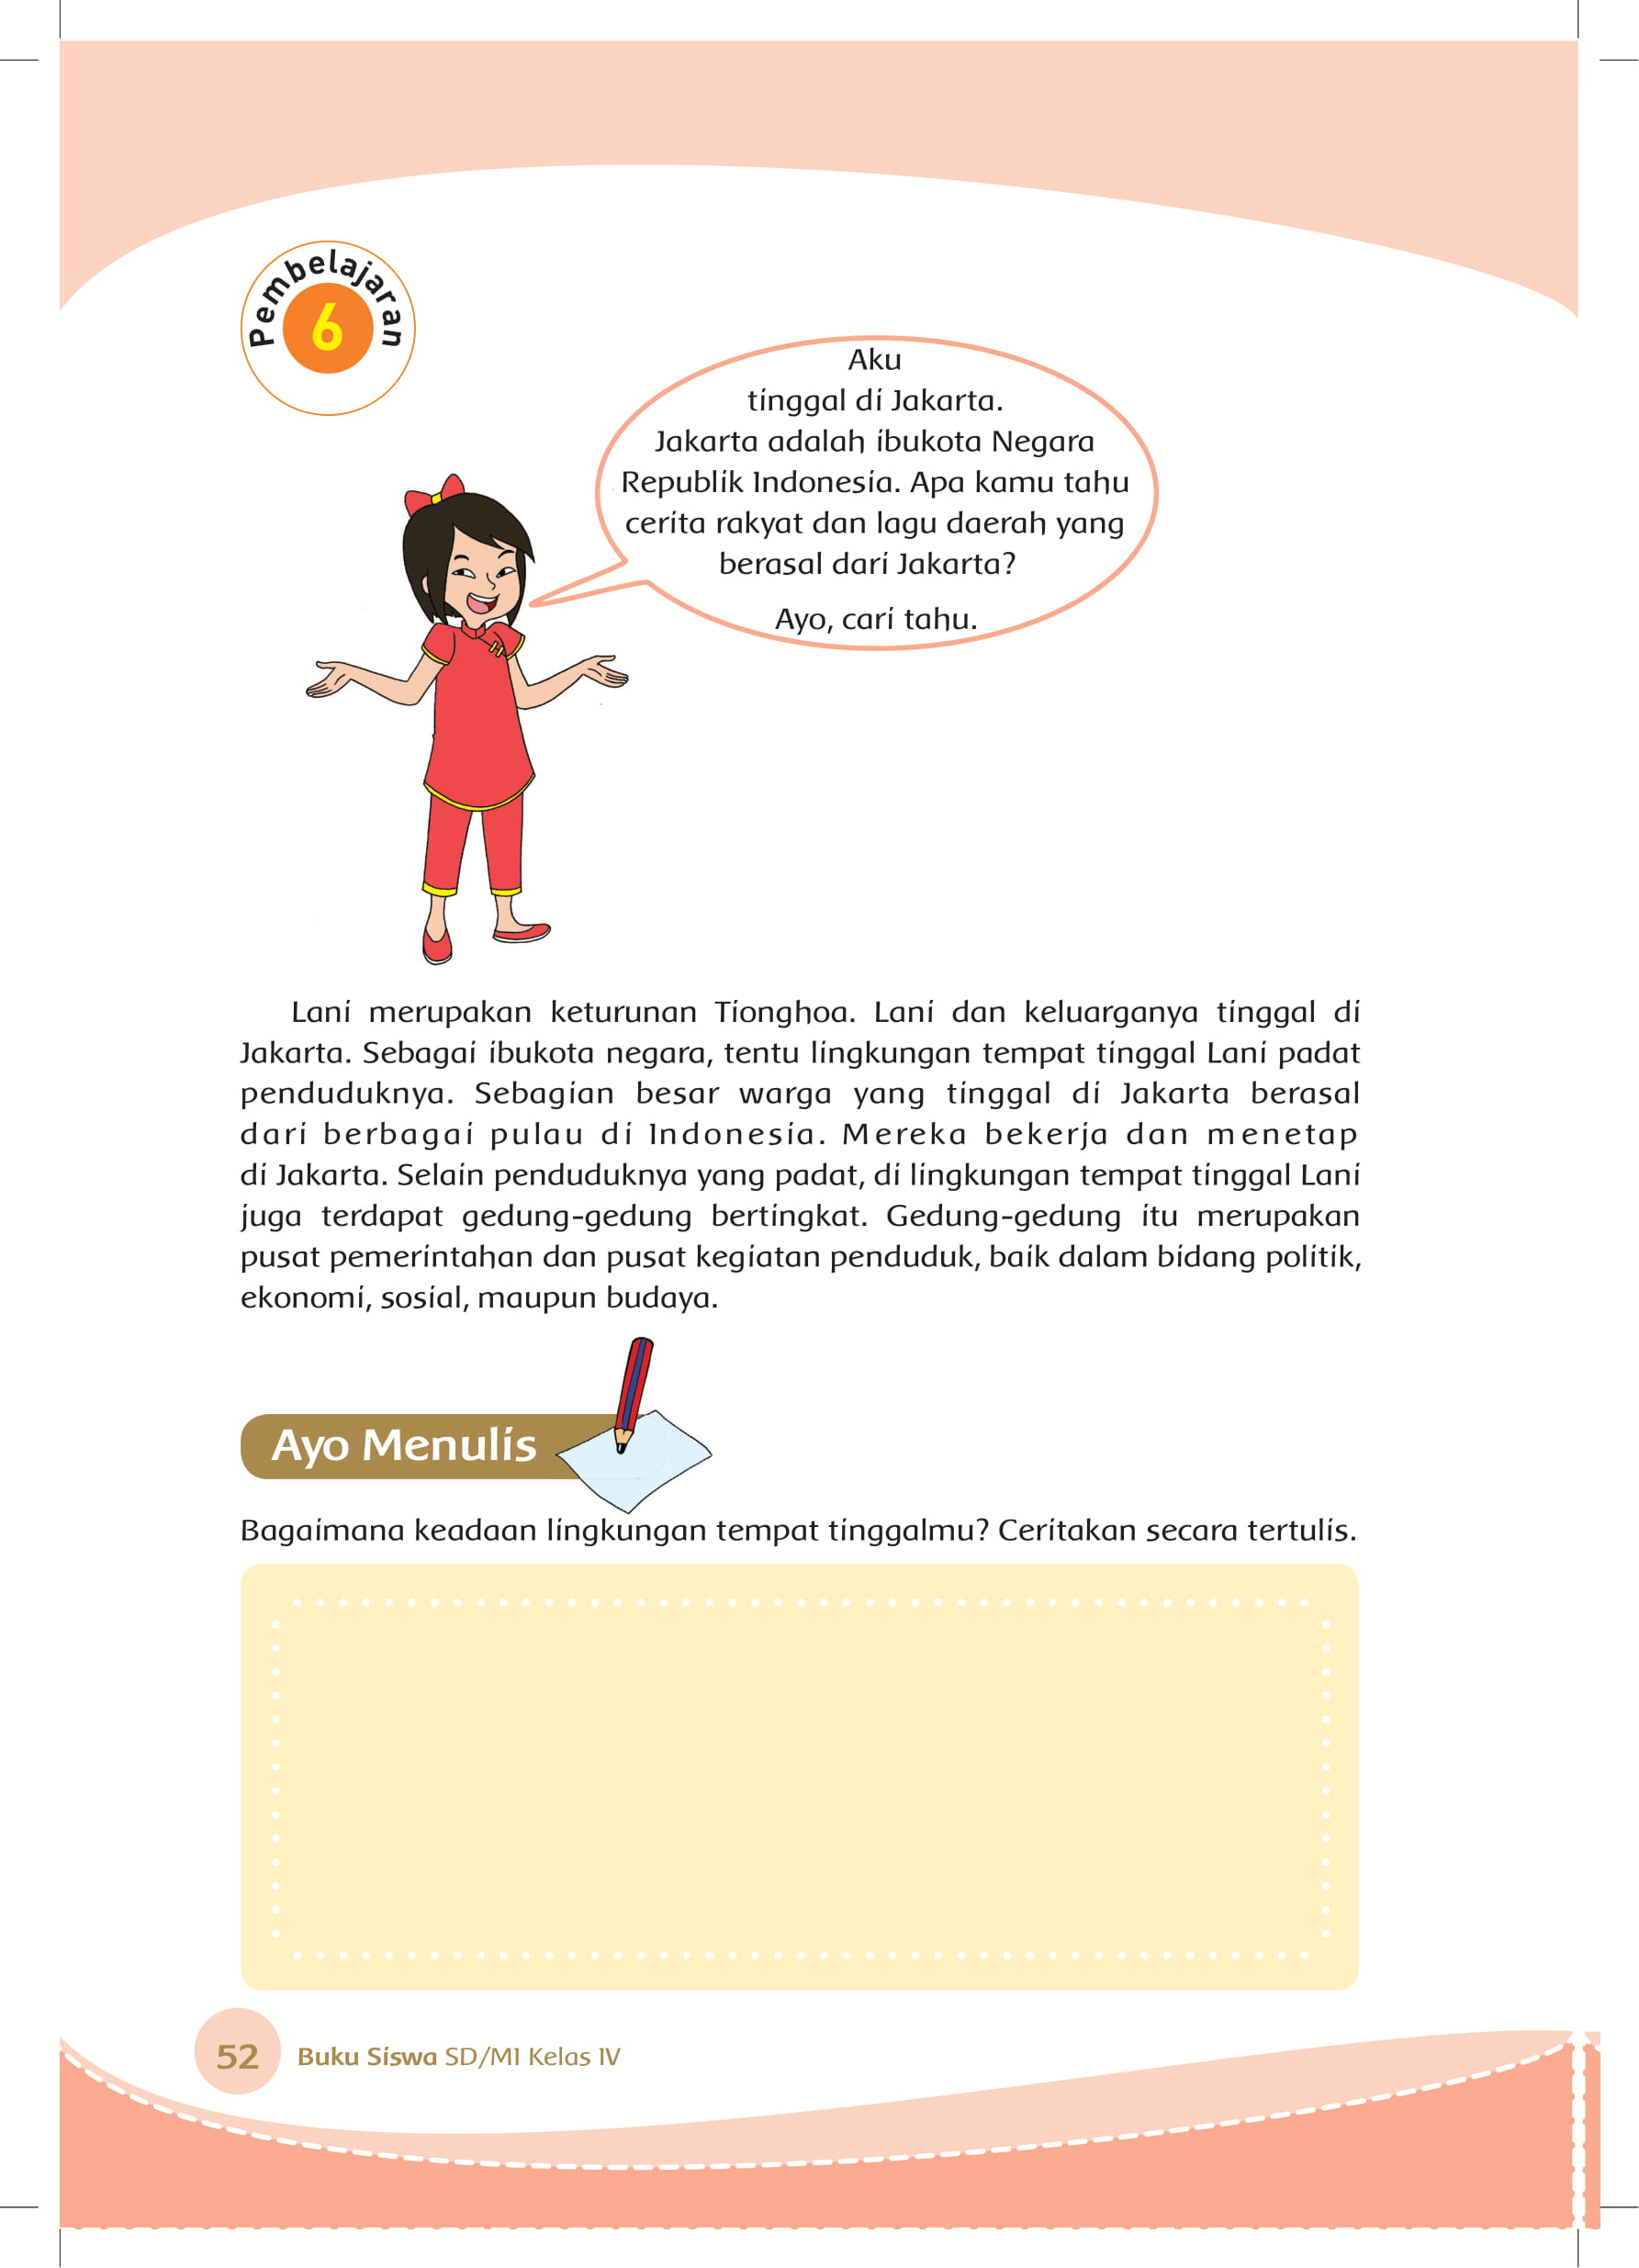 Pembelajaran
6
Aku
tinggal di Jakarta.
Jakarta adalah ibukota Negara
Republik Indonesia. Apa kamu tahu
cerita rakyat dan lagu daerah yang
berasal dari Jakarta?
Ayo, cari tahu.
Lani merupakan keturunan Tionghoa. Lani dan keluarganya tinggal di
Jakarta. Sebagai ibukota negara, tentu lingkungan tempat tinggal Lani padat
penduduknya. Sebagian besar warga yang tinggal di Jakarta berasal
dari berbagai pulau di Indonesia. Mereka bekerja dan menetap
di Jakarta. Selain penduduknya yang padat, di lingkungan tempat tinggal Lani
juga terdapat gedung-gedung bertingkat. Gedung-gedung itu merupakan
pusat pemerintahan dan pusat kegiatan penduduk, baik dalam bidang politik,
ekonomi, sosial, maupun budaya.
Ayo Menulis
Bagaimana keadaan lingkungan tempat tinggalmu? Ceritakan secara tertulis.
52 Buku Siswa SD/MI Kelas IV